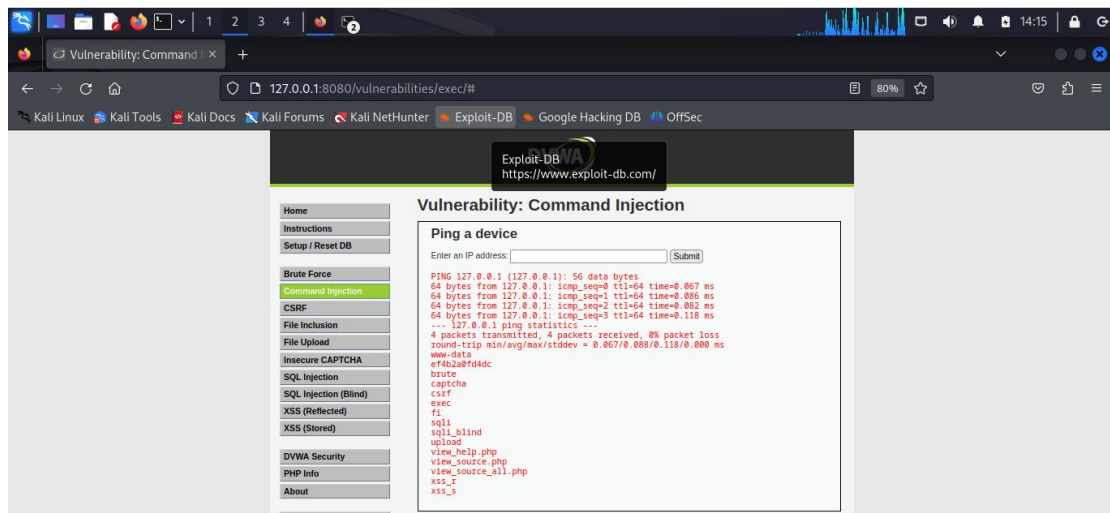 1 2 3 4 2 14:15
Vulnerability: Command I
127.0.0.1:8080/vulnerabilities/exec/# 80%
Kali Linux Kali Tools Kali Docs Kali Forums Kali NetHunter Exploit-DB Google Hacking DB OffSec
DVWA
Exploit-DB
https://www.exploit-db.com/
Home
Instructions
Setup / Reset DB
Brute Force
Command Injection
CSRF
File Inclusion
File Upload
Insecure CAPTCHA
SQL Injection
SQL Injection (Blind)
XSS (Reflected)
XSS (Stored)
DVWA Security
PHP Info
About
Vulnerability: Command Injection
Ping a device
Enter an IP address: Submit
PING 127.0.0.1 (127.0.0.1): 56 data bytes
64 bytes from 127.0.0.1: icmp_seq=0 ttl=64 time=0.067 ms
64 bytes from 127.0.0.1: icmp_seq=1 ttl=64 time=0.086 ms
64 bytes from 127.0.0.1: icmp_seq=2 ttl=64 time=0.082 ms
64 bytes from 127.0.0.1: icmp_seq=3 ttl=64 time=0.118 ms
--- 127.0.0.1 ping statistics ---
4 packets transmitted, 4 packets received, 0% packet loss
round-trip min/avg/max/stddev = 0.067/0.088/0.118/0.000 ms
www-data
ef4b2a0fd4dc
brute
captcha
csrf
exec
fi
sqli
sqli_blind
upload
view_help.php
view_source.php
view_source_all.php
xss_r
xss_s